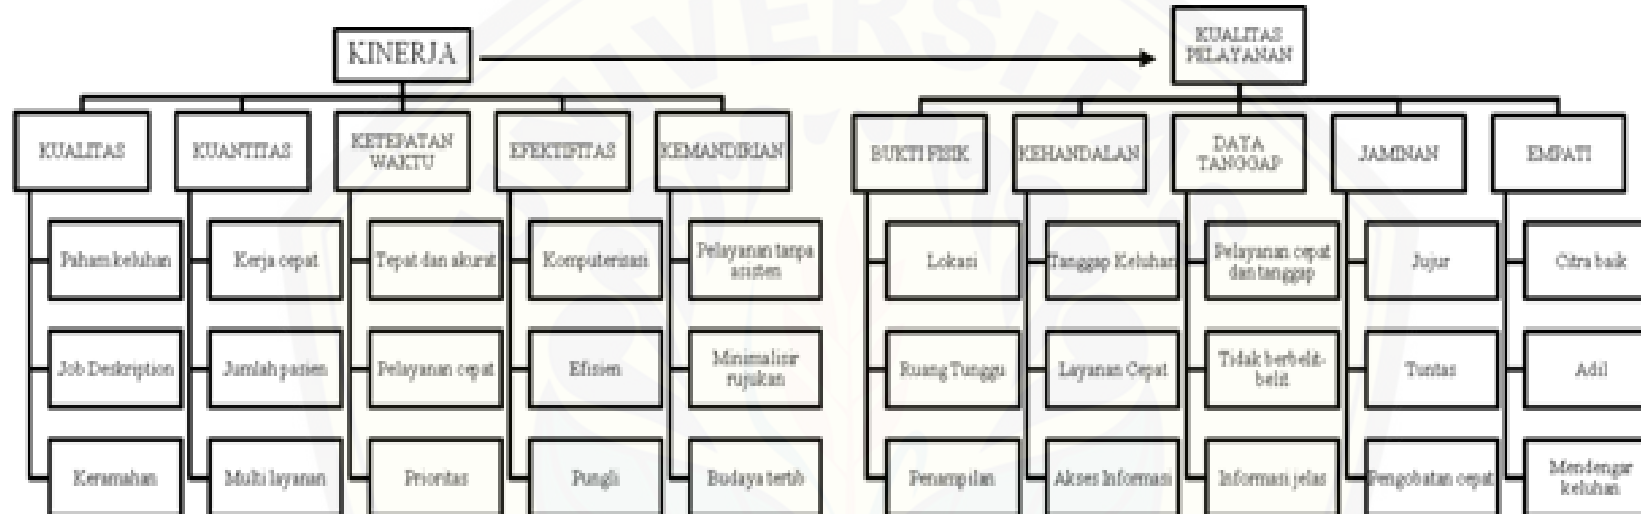 UNIVERSITAS
KINERJA
KUALITAS
PELAYANAN
KUALITAS
KUANTITAS
KETEPATAN
WAKTU
EFEKTIFITAS
KEMANDIRIAN
BUKTI FISIK
KEHANDALAN
DAYA
TANGGAP
JAMINAN
EMPATI
Paham keluhan
Kerja cepat
Tepat dan akurat
Komputerisasi
Pelayanan tanpa
asisten
Lokasi
Tanggap Keluhan
Pelayanan cepat
dan tanggap
Jujur
Citra baik
Job Deskription
Jumlah pasien
Pelayanan cepat
Efisien
Minimalisir
rujukan
Ruang Tunggu
Layanan Cepat
Tidak berbelit-
belit
Tuntas
Adil
Keramahan
Multi layanan
Prioritas
Pungli
Budaya tertib
Penampilan
Akses Informasi
Informasi jelas
Pengobatan cepat
Mendengar
keluhan